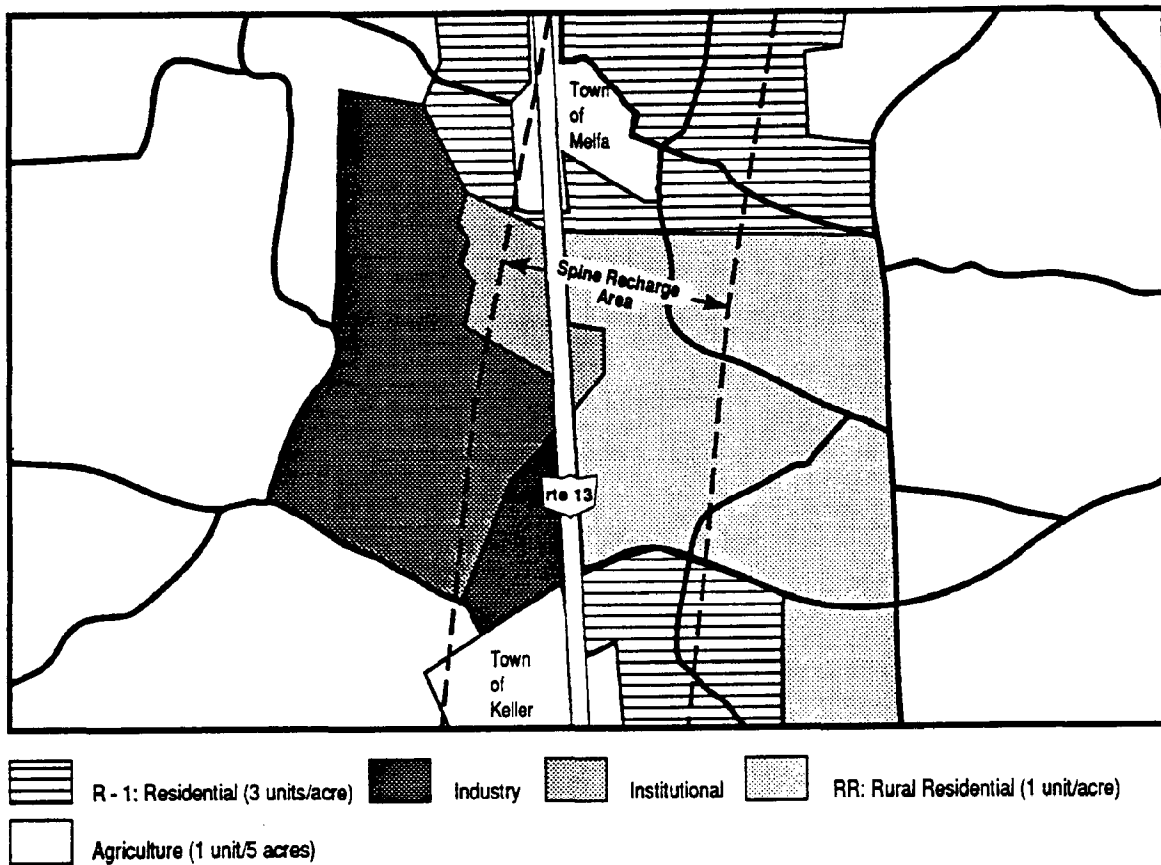 Town
of
Melfa
Spine Recharge
Area
rte 13
Town
of
Keller
R - 1: Residential (3 units/acre)
Industry
Institutional
RR: Rural Residential (1 unit/acre)
Agriculture (1 unit/5 acres)